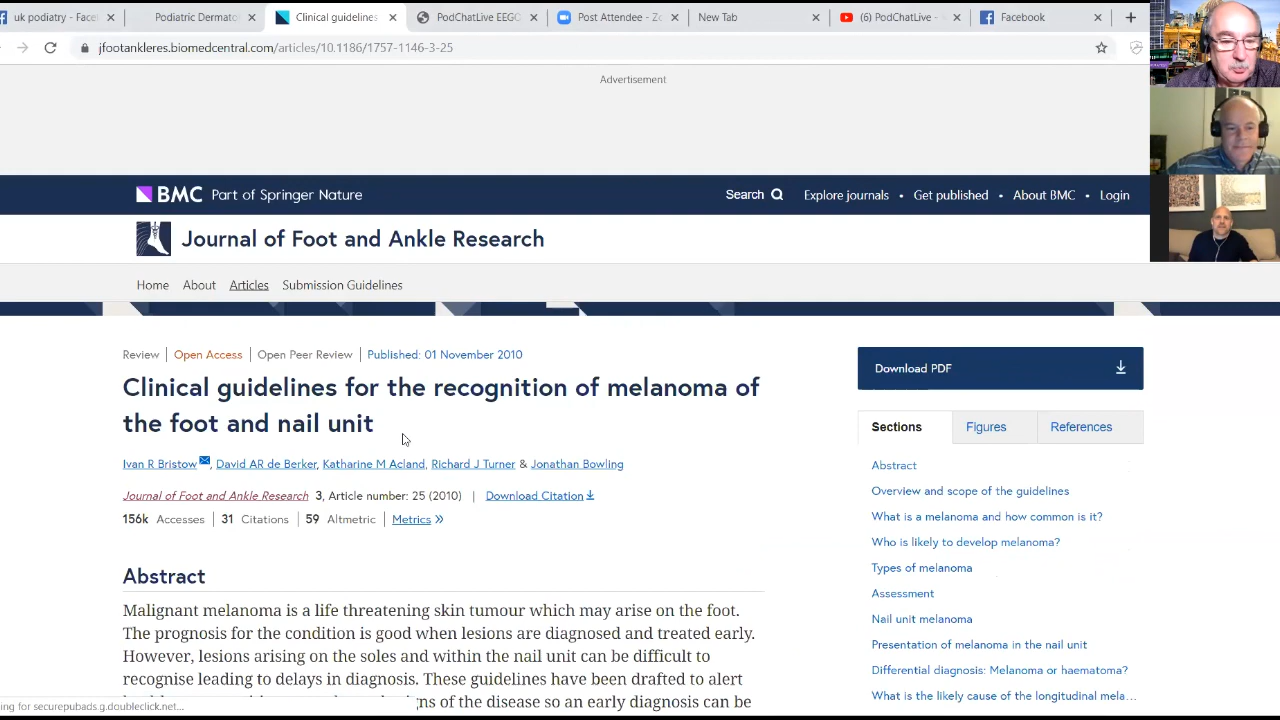 uk podiatry - Face
Podiatric Dermato
Clinical guidelines
PodChatLive EEGC
Post Attendee - Zo
New Tab
(6) PodChatLive -
Facebook
jfootankleres.biomedcentral.com/articles/10.1186/1757-1146-3-25
Advertisement
BMC Part of Springer Nature
Search
Explore journals • Get published • About BMC • Login
Journal of Foot and Ankle Research
Home About Articles Submission Guidelines
Review | Open Access | Open Peer Review | Published: 01 November 2010
Clinical guidelines for the recognition of melanoma of
the foot and nail unit
Ivan R Bristow, David AR de Berker, Katharine M Acland, Richard J Turner & Jonathan Bowling
Journal of Foot and Ankle Research 3, Article number: 25 (2010) | Download Citation
156k Accesses | 31 Citations | 59 Altmetric | Metrics »
Abstract
Malignant melanoma is a life threatening skin tumour which may arise on the foot.
The prognosis for the condition is good when lesions are diagnosed and treated early.
However, lesions arising on the soles and within the nail unit can be difficult to
recognise leading to delays in diagnosis. These guidelines have been drafted to alert
ns of the disease so an early diagnosis can be
Download PDF
Sections Figures References
Abstract
Overview and scope of the guidelines
What is a melanoma and how common is it?
Who is likely to develop melanoma?
Types of melanoma
Assessment
Nail unit melanoma
Presentation of melanoma in the nail unit
Differential diagnosis: Melanoma or haematoma?
What is the likely cause of the longitudinal mela...
ng for securepubads.g.doubleclick.net...